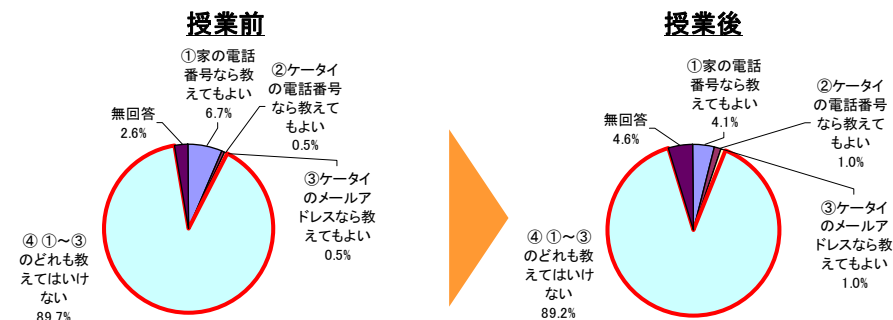 授業前
①家の電話
番号なら教
えてもよい
6.7%
②ケータイ
の電話番号
なら教えて
もよい
0.5%
無回答
2.6%
③ケータイ
のメールア
ドレスなら教
えてもよい
0.5%
④ ①～③
のどれも教
えてはいけ
ない
89.7%
授業後
①家の電話
番号なら教
えてもよい
4.1%
②ケータイ
の電話番号
なら教えて
もよい
1.0%
無回答
4.6%
③ケータイ
のメールア
ドレスなら教
えてもよい
1.0%
④ ①～③
のどれも教
えてはいけ
ない
89.2%